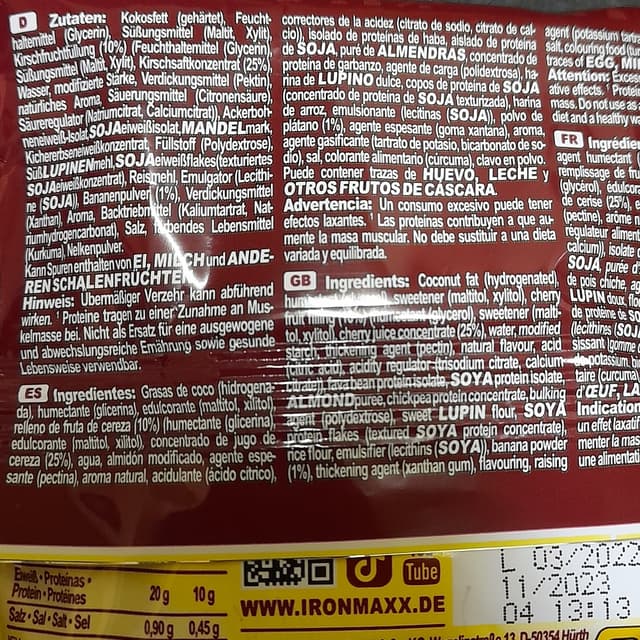 D Zutaten: Kokosfett (gehärtet), Feucht-
haltemittel (Glycerin), Süßungsmittel (Maltit, Xylit),
Kirschfruchtfüllung (10%) (Feuchthaltemittel (Glycerin),
Süßungsmittel (Maltit, Xylit), Kirschsaftkonzentrat (25%),
Wasser, modifizierte Stärke, Verdickungsmittel (Pektin),
natürliches Aroma, Säuerungsmittel (Citronensäure),
Säureregulator (Natriumcitrat, Calciumcitrat)), Ackerboh-
neneiweiß-Isolat, SOJAeiweißisolat, MANDELmark,
Kichererbseneiweißkonzentrat, Füllstoff (Polydextrose),
Süß LUPINENmehl, SOJAeiweißflakes (texturiertes
SOJAeiweißkonzentrat), Reismehl, Emulgator (Lecithi-
ne (SOJA)), Bananenpulver (1%), Verdickungsmittel
(Xanthan), Aroma, Backtriebmittel (Kaliumtartrat, Nat-
riumhydrogencarbonat), Salz, färbendes Lebensmittel
(Kurkuma), Nelkenpulver.
Kann Spuren enthalten von EI, MILCH und ANDE-
REN SCHALENFRÜCHTEN.
Hinweis: Übermäßiger Verzehr kann abführend
wirken. ¹ Proteine tragen zu einer Zunahme an Mus-
kelmasse bei. Nicht als Ersatz für eine ausgewogene
und abwechslungsreiche Ernährung sowie gesunde
Lebensweise verwendbar.
ES Ingredientes: Grasas de coco (hidrogena-
da), humectante (glicerina), edulcorante (maltitol, xilitol),
relleno de fruta de cereza (10%) (humectante (glicerina),
edulcorante (maltitol, xilitol), concentrado de jugo de
cereza (25%), agua, almidón modificado, agente espe-
sante (pectina), aroma natural, acidulante (ácido cítrico),
correctores de la acidez (citrato de sodio, citrato de cal-
cio)), isolado de proteínas de haba, aislado de proteína
de SOJA, puré de ALMENDRAS, concentrado de
proteína de garbanzo, agente de carga (polidextrosa), ha-
rina de LUPINO dulce, copos de proteína de SOJA
(concentrado de proteína de SOJA texturizada), harina
de arroz, emulsionante (lecitinas (SOJA)), polvo de
plátano (1%), agente espesante (goma xantana), aroma,
agente gasificante (tartrato de potasio, bicarbonato de so-
dio), sal, colorante alimentario (cúrcuma), clavo en polvo.
Puede contener trazas de HUEVO, LECHE y
OTROS FRUTOS DE CÁSCARA.
Advertencia: Un consumo excesivo puede tener
efectos laxantes. ¹ Las proteínas contribuyen a que au-
mente la masa muscular. No debe sustituir a una dieta
variada y equilibrada.
GB Ingredients: Coconut fat (hydrogenated),
humectant (glycerol), sweetener (maltitol, xylitol), cherry
(humectant (glycerol), sweetener (malti-
tol, xylitol), cherry juice concentrate (25%), water, modified
starch, thickening agent (pectin), natural flavour, acid
(citric acid), acidity regulator (trisodium citrate, calcium-
citrate)), fava bean protein isolate, SOYA protein isolate,
ALMOND puree, chickpea protein concentrate, bulking
agent (polydextrose), sweet LUPIN flour, SOYA
protein flakes (textured SOYA protein concentrate),
rice flour, emulsifier (lecithins (SOYA)), banana powder
(1%), thickening agent (xanthan gum), flavouring, raising
agent (potassium
salt, colouring food
traces of EGG,
Attention:
ative effects. ¹
mass. Do not use as
diet and a healthy
FR
agent humectant
remplissage de
(glycérol),
de cerise (25%),
(pectine), arôme
régulateur
calcium)),
SOJA, purée
de pois chiche,
LUPIN doux,
de protéine de
(lécithines
sissant (gomme
de potassium,
taire (curcuma)
d'ŒUF,
un effet
menter la
une
Eiweiß • Proteínas •
Protein • Protéines 20 g 10 g
Salz • Sal • Salt • Sel 0,90 g 0,45 g
Tube
WWW.IRONMAXX.DE
L 03/2022
11/2023
04 13:13
13, D-50354 Hürth